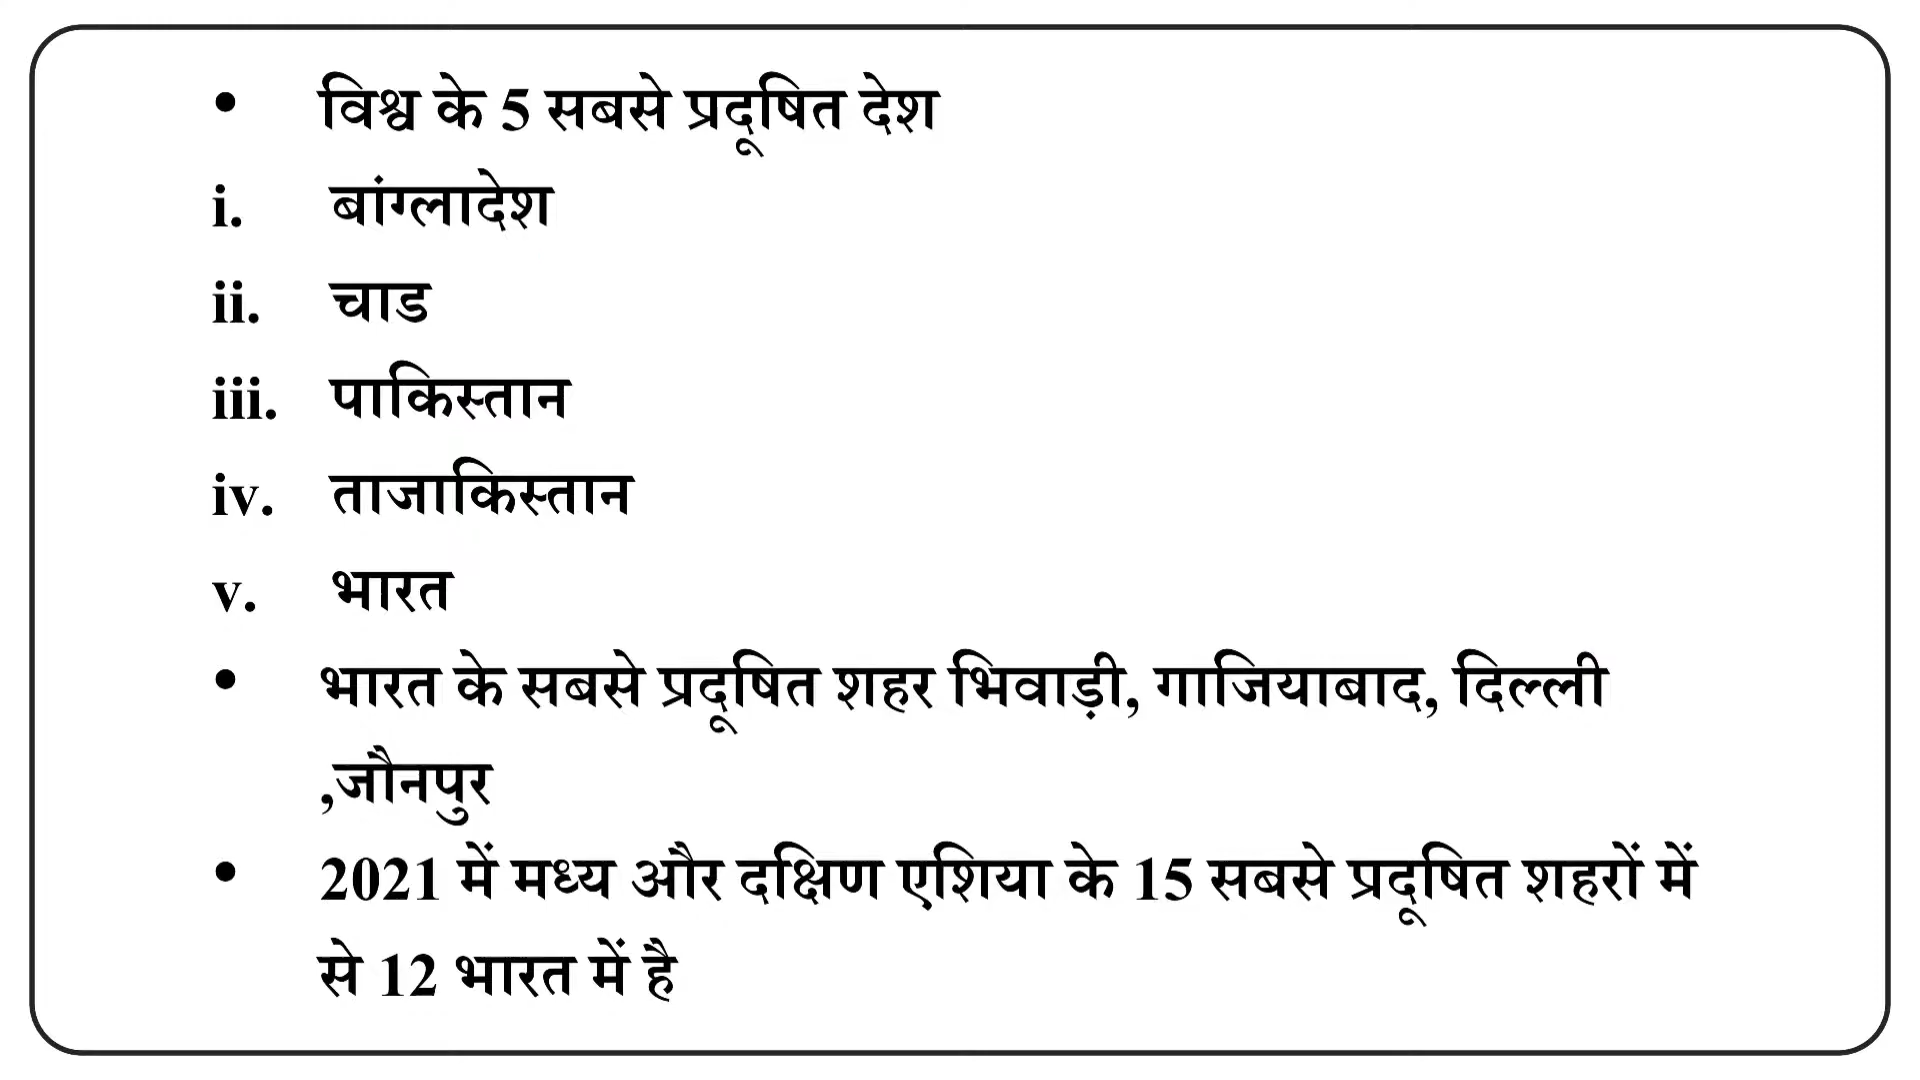 • विश्व के 5 सबसे प्रदूषित देश
i. बांग्लादेश
ii. चाड
iii. पाकिस्तान
iv. ताजाकिस्तान
v. भारत
• भारत के सबसे प्रदूषित शहर भिवाड़ी, गाजियाबाद, दिल्ली
,जौनपुर
• 2021 में मध्य और दक्षिण एशिया के 15 सबसे प्रदूषित शहरों में
से 12 भारत में है